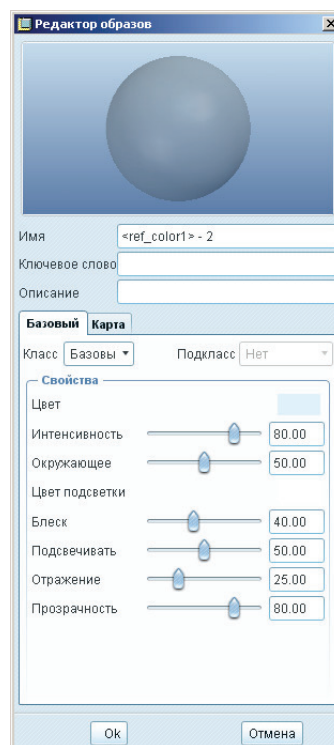 Редактор образов
Имя <ref_color1> - 2
Ключевое слово
Описание
Базовый Карта
Класс Базовы Подкласс Нет
Свойства
Цвет
Интенсивность 80.00
Окружающее 50.00
Цвет подсветки
Блеск 40.00
Подсвечивать 50.00
Отражение 25.00
Прозрачность 80.00
Ok Отмена